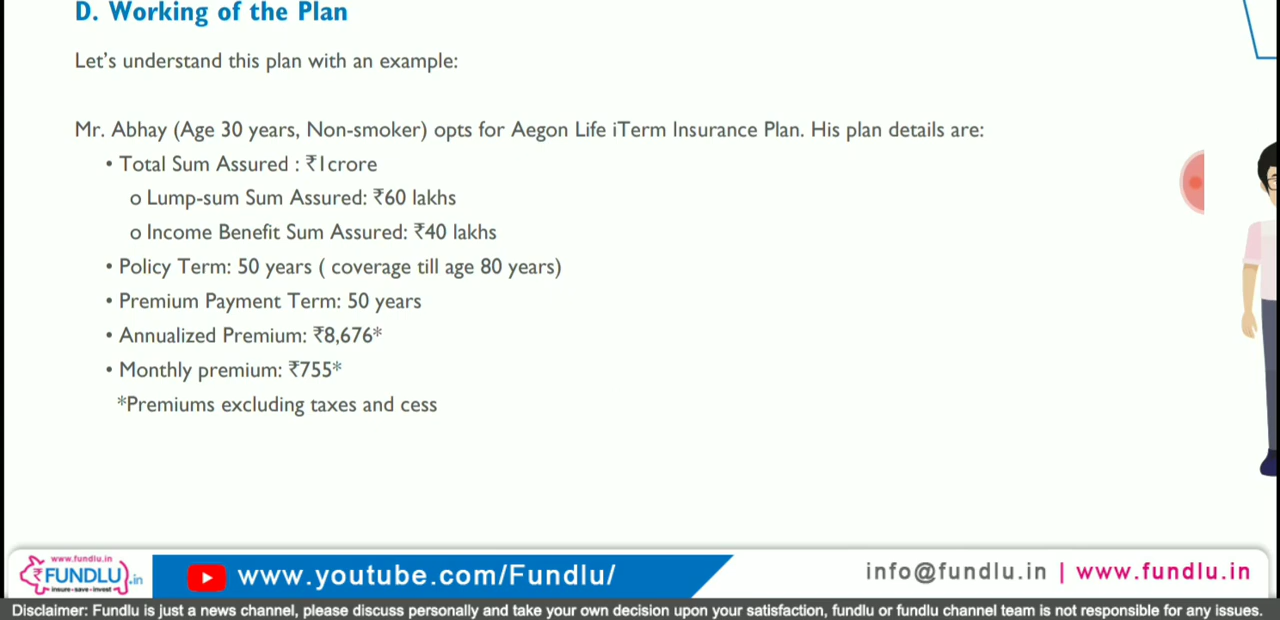 D. Working of the Plan
Let's understand this plan with an example:
Mr. Abhay (Age 30 years, Non-smoker) opts for Aegon Life iTerm Insurance Plan. His plan details are:
• Total Sum Assured : ₹1crore
o Lump-sum Sum Assured: ₹60 lakhs
o Income Benefit Sum Assured: ₹40 lakhs
• Policy Term: 50 years ( coverage till age 80 years)
• Premium Payment Term: 50 years
• Annualized Premium: ₹8,676*
• Monthly premium: ₹755*
*Premiums excluding taxes and cess
www.fundlu.in
₹FUNDLU.in
insure-save-invest
www.youtube.com/Fundlu/
info@fundlu.in | www.fundlu.in
Disclaimer: Fundlu is just a news channel, please discuss personally and take your own decision upon your satisfaction, fundlu or fundlu channel team is not responsible for any issues.